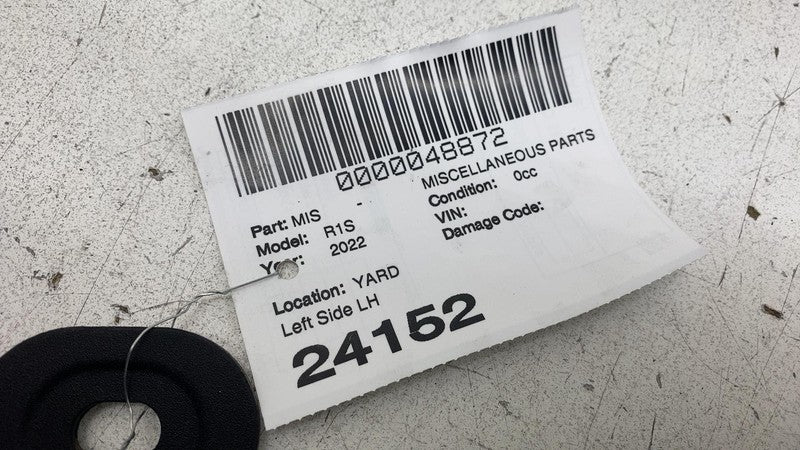 0000048872
Part: MIS - MISCELLANEOUS PARTS
Model: R1S Condition: 0cc
Year: 2022 VIN:
Damage Code:
Location: YARD
Left Side LH
24152